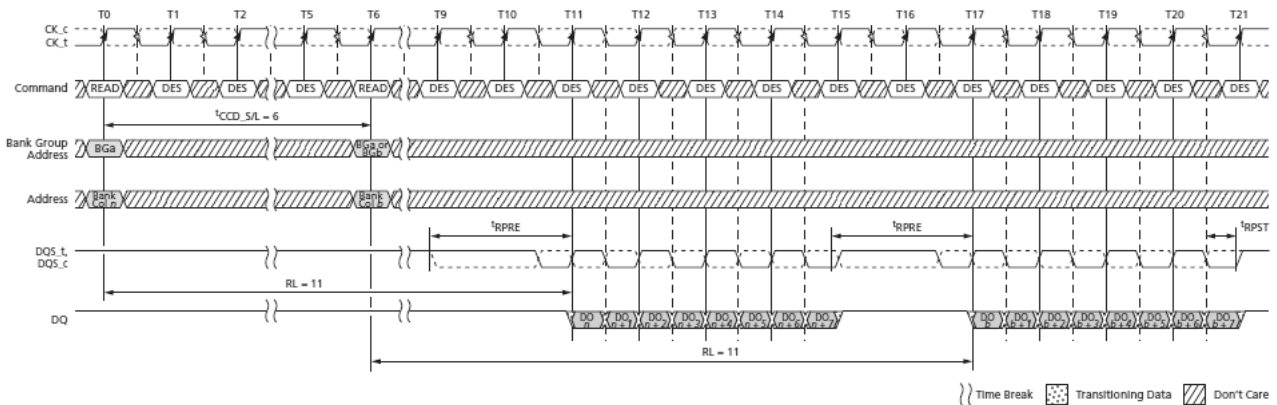 T0 T1 T2 T5 T6 T9 T10 T11 T12 T13 T14 T15 T16 T17 T18 T19 T20 T21
CK_c
CK_t
Command READ DES DES DES READ DES DES DES DES DES DES DES DES DES DES DES DES DES
tCCD_S/L = 6
Bank Group
Address
BGa
BGa or
BGb
Address
Bank
Col n
Bank
Col b
tRPRE tRPRE tRPST
DQS_t,
DQS_c
RL = 11
DQ
DO
n
DO
n + 1
DO
n + 2
DO
n + 3
DO
n + 4
DO
n + 5
DO
n + 6
DO
n + 7
DO
b
DO
b + 1
DO
b + 2
DO
b + 3
DO
b + 4
DO
b + 5
DO
b + 6
DO
b + 7
RL = 11
Time Break Transitioning Data Don't Care